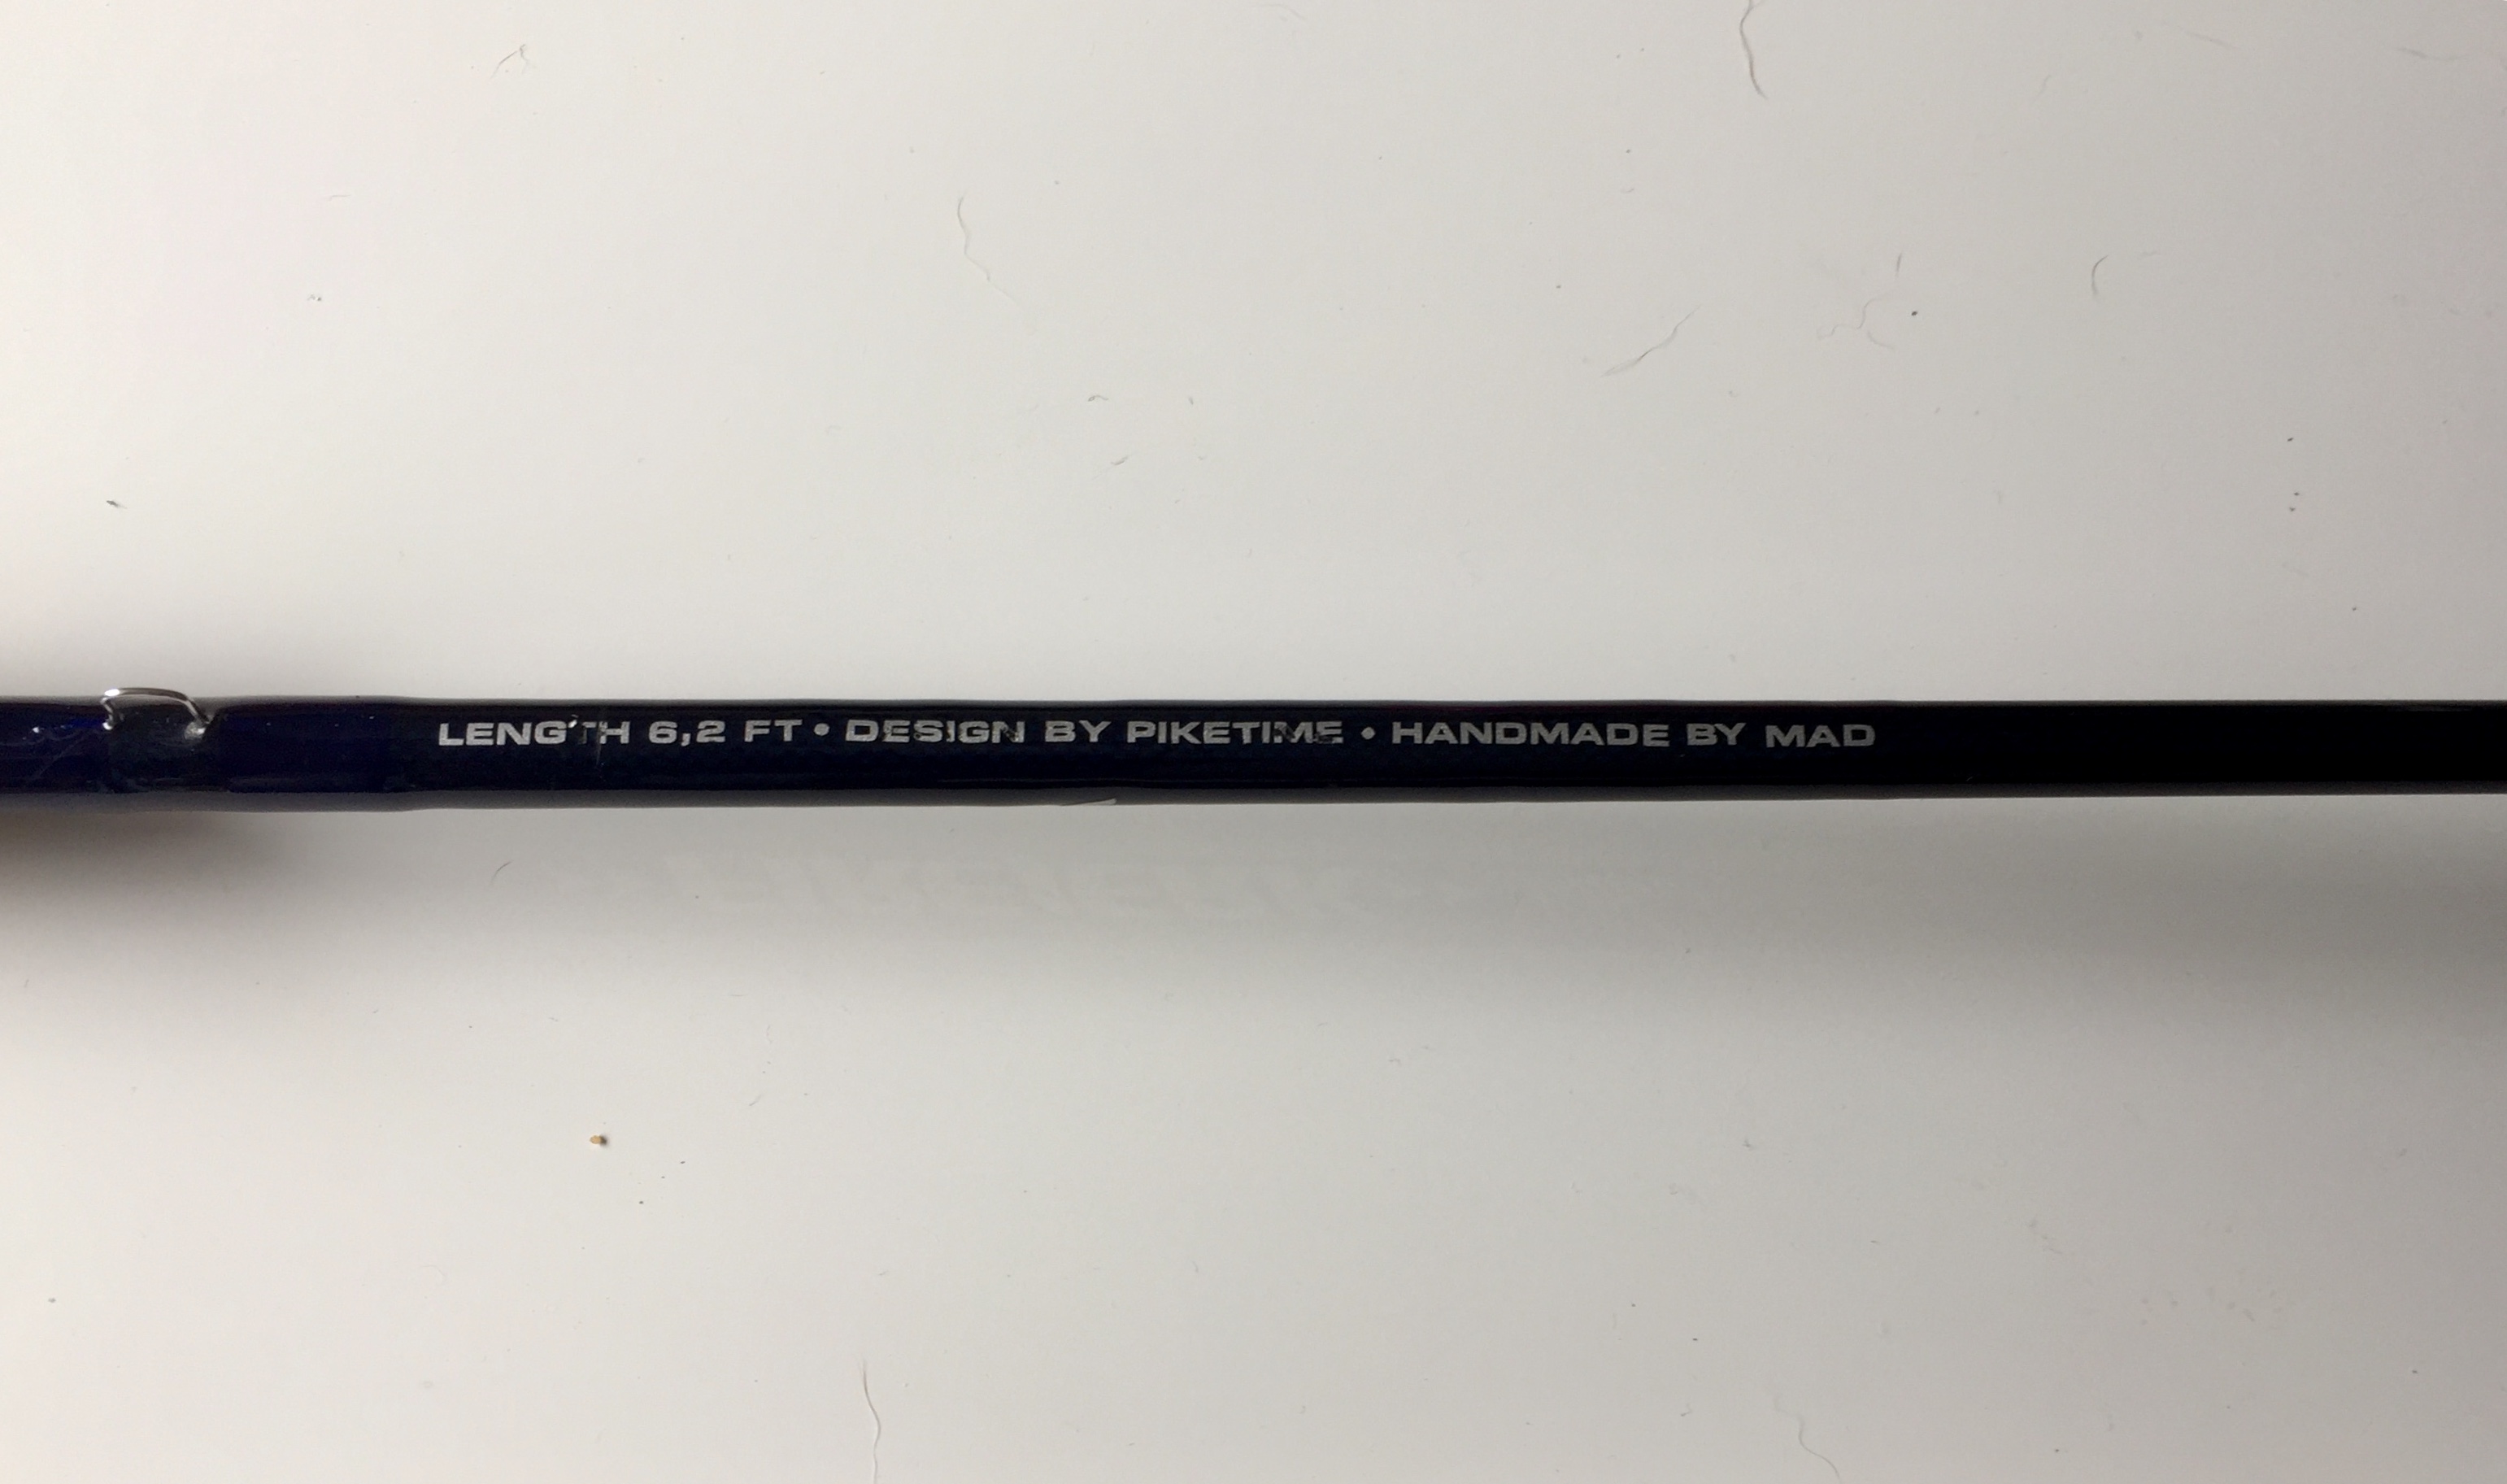 LENGTH 6,2 FT • DESIGN BY PIKETIME • HANDMADE BY MAD